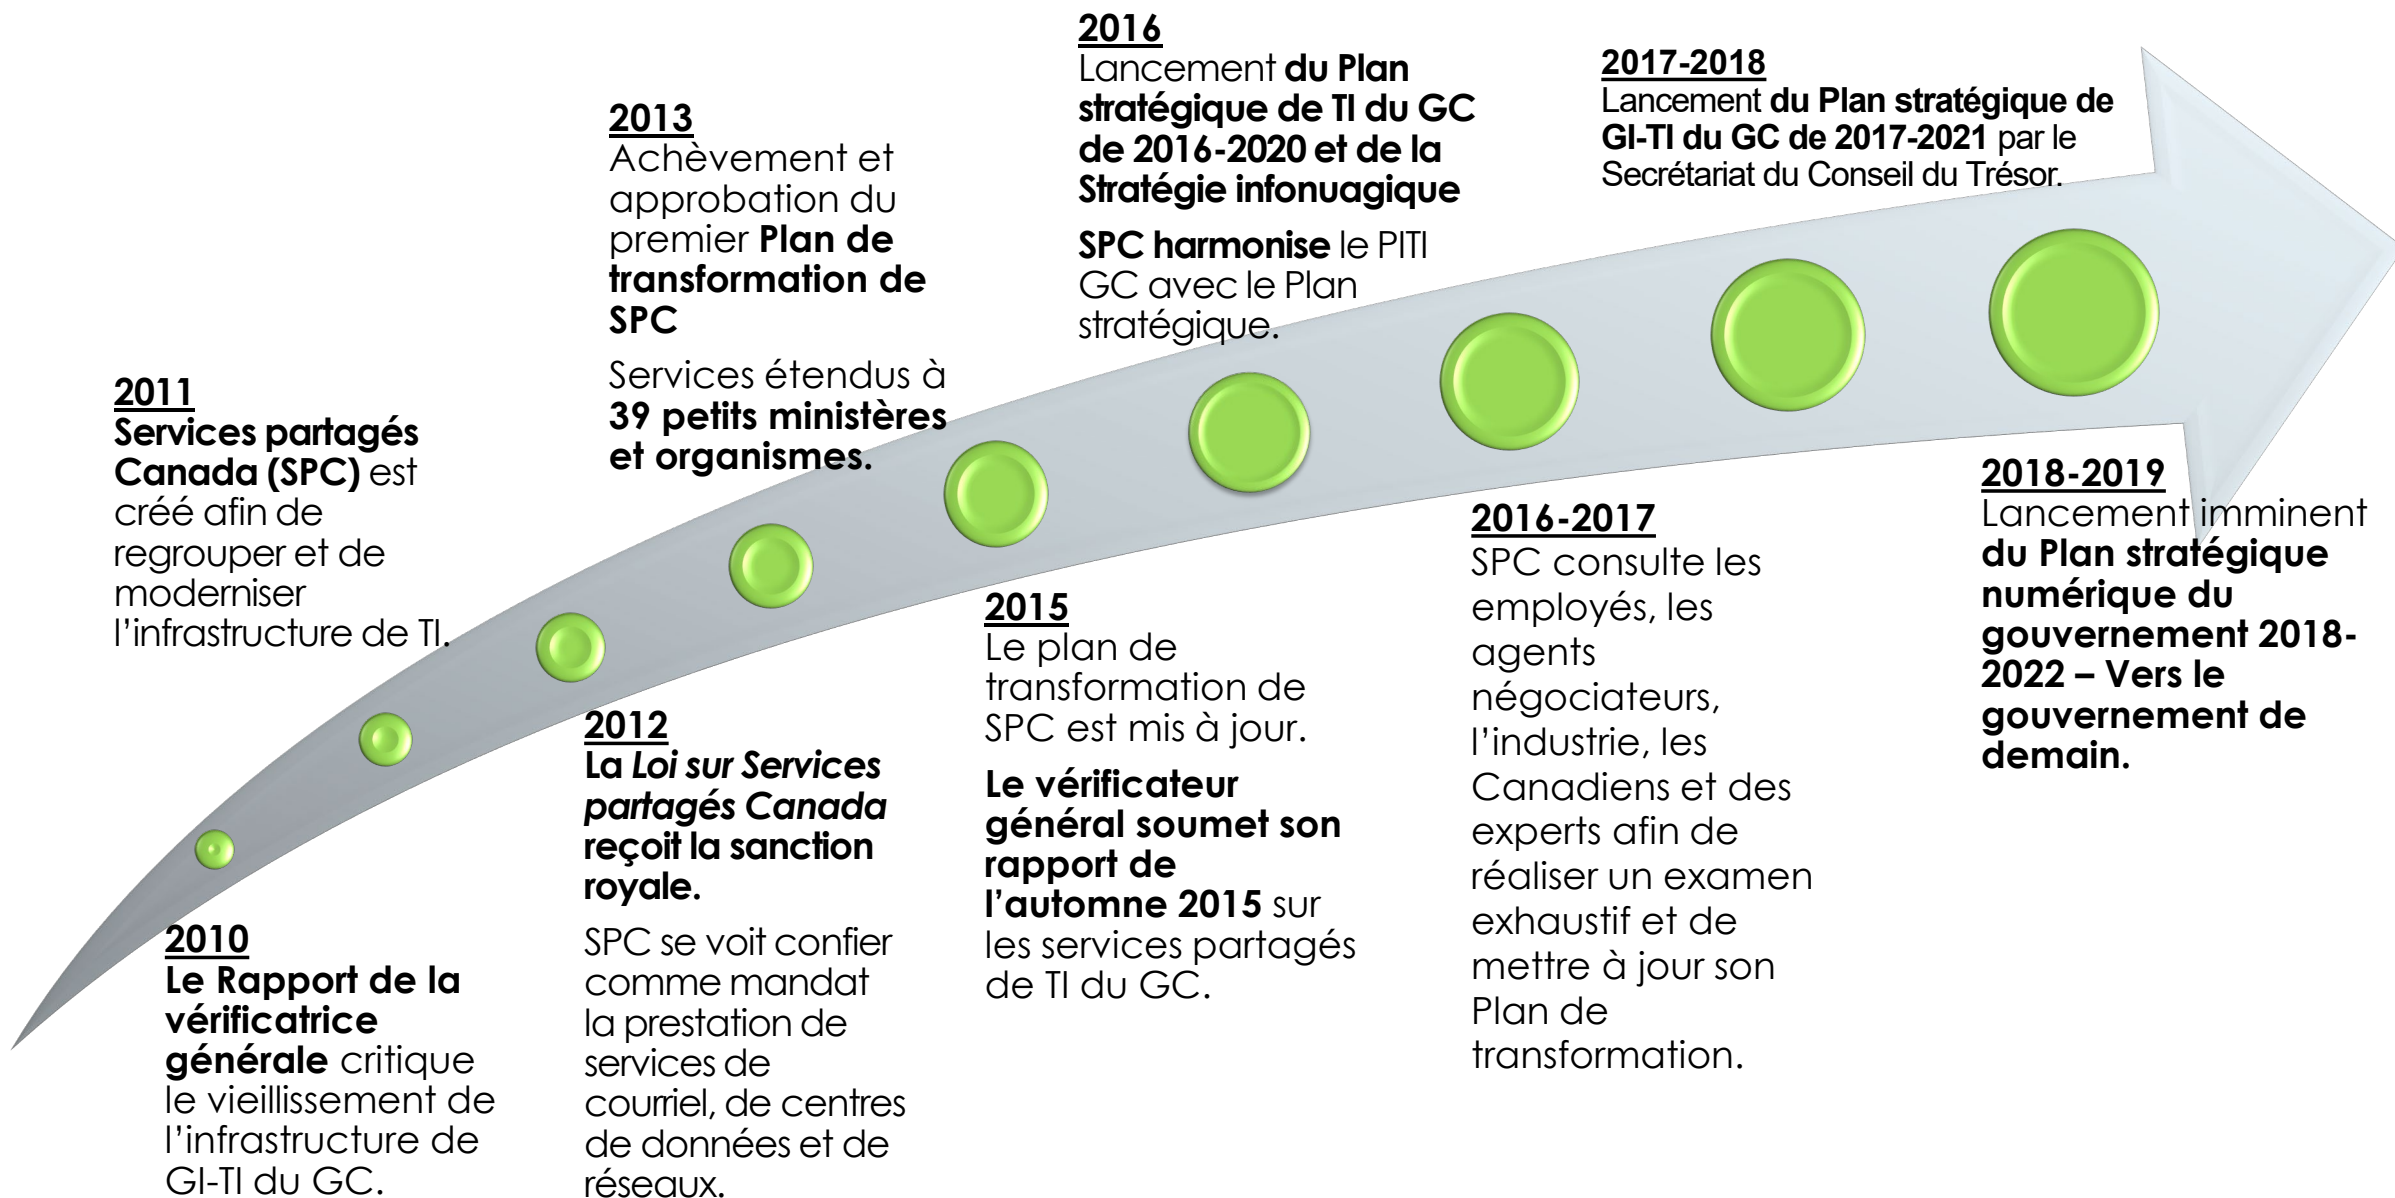 2010
Le Rapport de la
vérificatrice
générale critique
le vieillissement de
l’infrastructure de
GI-TI du GC.
2011
Services partagés
Canada (SPC) est
créé afin de
regrouper et de
moderniser
l’infrastructure de TI.
2012
La Loi sur Services
partagés Canada
reçoit la sanction
royale.
SPC se voit confier
comme mandat
la prestation de
services de
courriel, de centres
de données et de
réseaux.
2013
Achèvement et
approbation du
premier Plan de
transformation de
SPC
Services étendus à
39 petits ministères
et organismes.
2015
Le plan de
transformation de
SPC est mis à jour.
Le vérificateur
général soumet son
rapport de
l’automne 2015 sur
les services partagés
de TI du GC.
2016
Lancement du Plan
stratégique de TI du GC
de 2016-2020 et de la
Stratégie infonuagique
SPC harmonise le PITI
GC avec le Plan
stratégique.
2016-2017
SPC consulte les
employés, les
agents
négociateurs,
l’industrie, les
Canadiens et des
experts afin de
réaliser un examen
exhaustif et de
mettre à jour son
Plan de
transformation.
2017-2018
Lancement du Plan stratégique de
GI-TI du GC de 2017-2021 par le
Secrétariat du Conseil du Trésor.
2018-2019
Lancement imminent
du Plan stratégique
numérique du
gouvernement 2018-
2022 – Vers le
gouvernement de
demain.